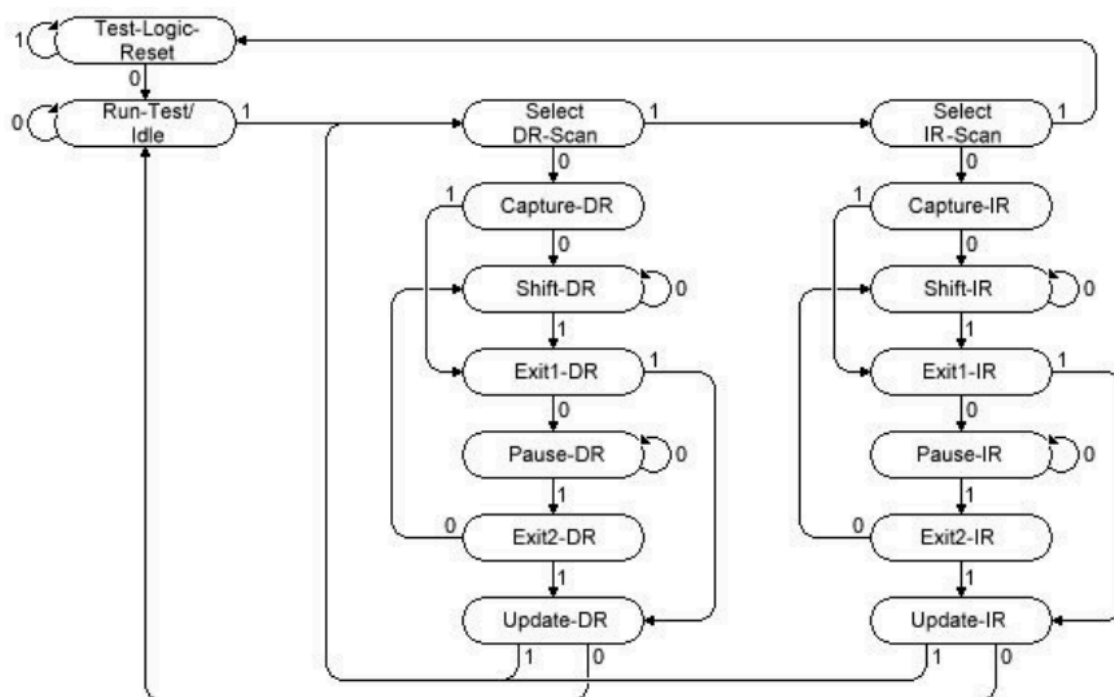 Test-Logic-
Reset
1
0
Run-Test/
Idle
0
1
Select
DR-Scan
1
0
Select
IR-Scan
1
0
1
Capture-DR
0
1
Capture-IR
0
Shift-DR
0
1
Shift-IR
0
1
Exit1-DR
1
0
Exit1-IR
1
0
Pause-DR
0
1
Pause-IR
0
1
0
Exit2-DR
1
0
Exit2-IR
1
Update-DR
1
0
Update-IR
1
0